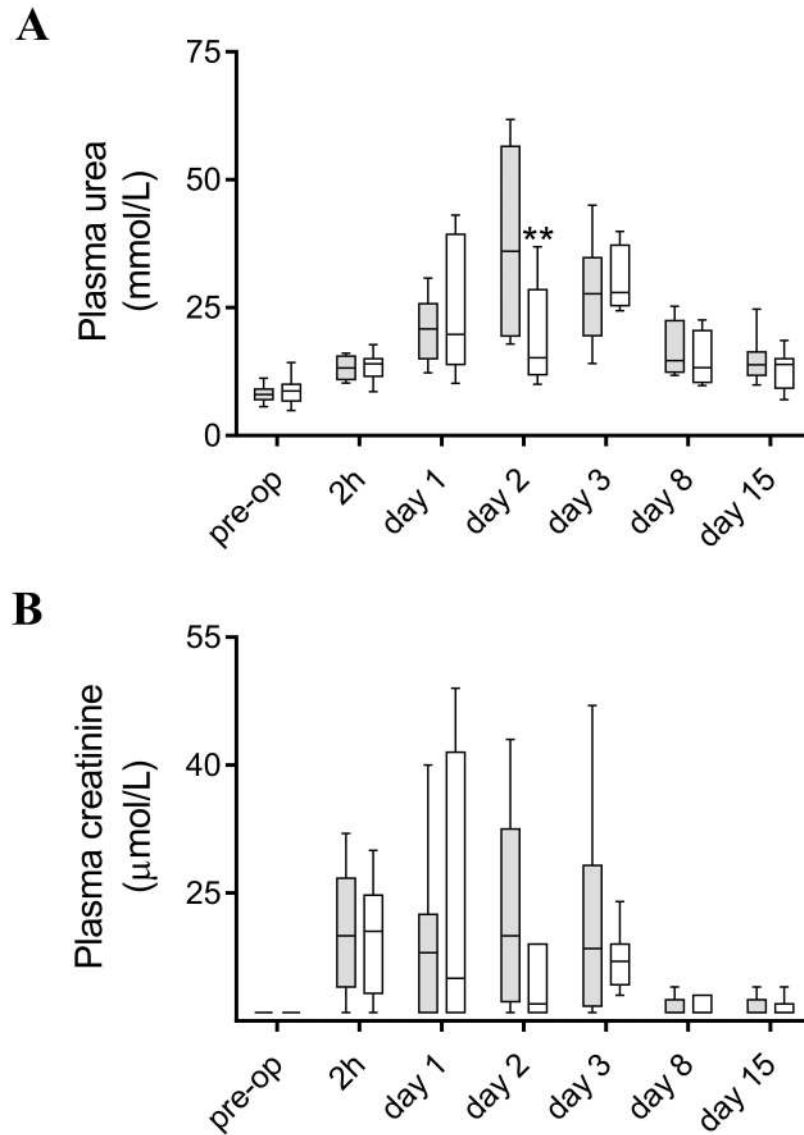 A
Plasma urea
(mmol/L)
75
50
25
0
**
pre-op
2h
day 1
day 2
day 3
day 8
day 15
B
Plasma creatinine
(μmol/L)
55
40
25
pre-op
2h
day 1
day 2
day 3
day 8
day 15